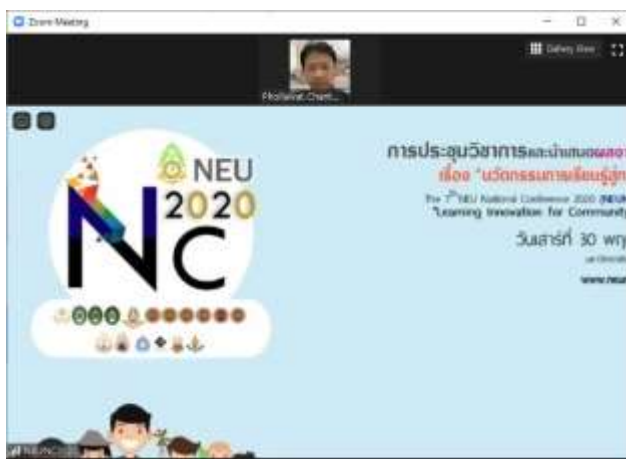 Zoom Meeting
Gallery View
NEU
2020
NC
การประชุมวิชาการและนำเสนอผลงา
เรื่อง "นวัตกรรมการเรียนรู้สู่
The 7th NEU National Conference 2020 (NEUN
"Learning Innovation for Community
วันเสาร์ที่ 30 พฤ
www.neu